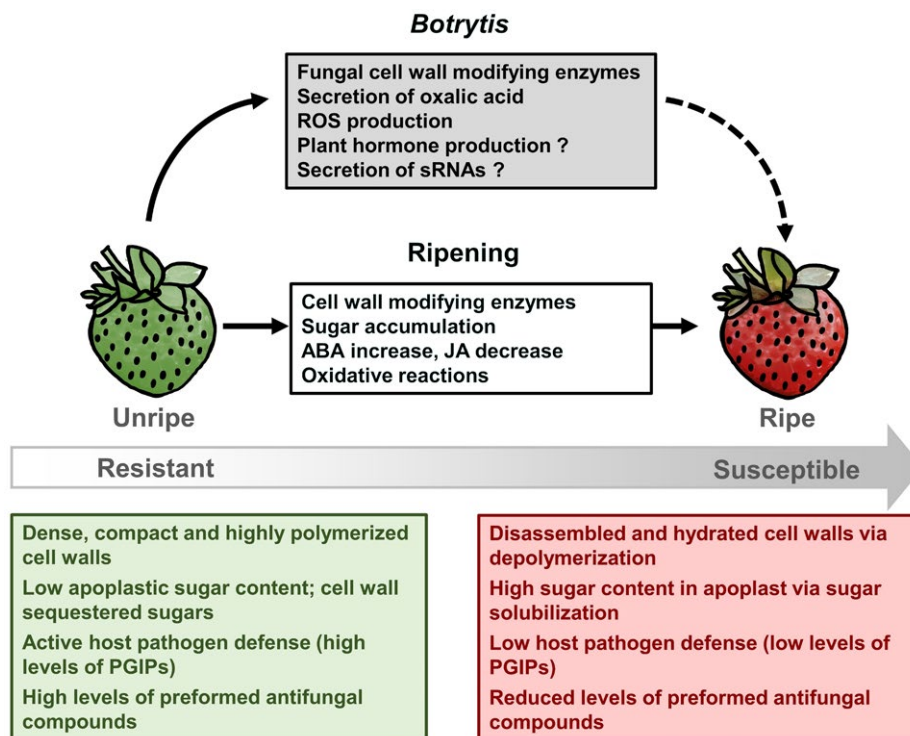 Botrytis
Fungal cell wall modifying enzymes
Secretion of oxalic acid
ROS production
Plant hormone production ?
Secretion of sRNAs ?
Ripening
Cell wall modifying enzymes
Sugar accumulation
ABA increase, JA decrease
Oxidative reactions
Unripe
Ripe
Resistant
Susceptible
Dense, compact and highly polymerized
cell walls
Low apoplastic sugar content; cell wall
sequestered sugars
Active host pathogen defense (high
levels of PGIPs)
High levels of preformed antifungal
compounds
Disassembled and hydrated cell walls via
depolymerization
High sugar content in apoplast via sugar
solubilization
Low host pathogen defense (low levels of
PGIPs)
Reduced levels of preformed antifungal
compounds